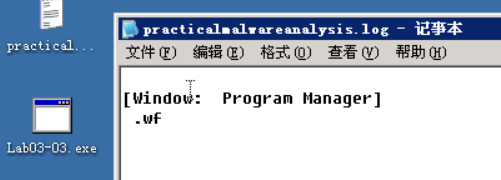 practicalmalwareanalysis.log - 记事本
文件(F) 编辑(E) 格式(O) 查看(V) 帮助(H)
practical...
[Window: Program Manager]
.wf
Lab03-03.exe